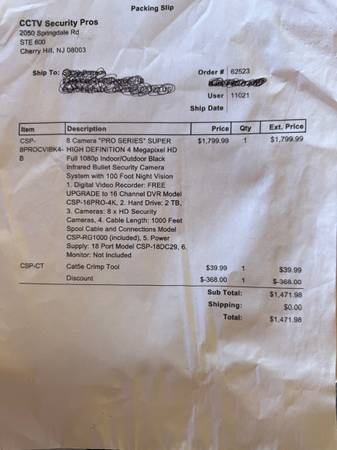 Packing Slip
CCTV Security Pros
2050 Springdale Rd
STE 600
Cherry Hill, NJ 08003
Ship To:
Order # 62523
User 11021
Ship Date
Item Description Price Qty Ext. Price
CSP- 8 Camera "PRO SERIES" SUPER $1,799.99 1 $1,799.99
8PROCVIBK4- HIGH DEFINITION 4 Megapixel HD
B Full 1080p Indoor/Outdoor Black
Infrared Bullet Security Camera
System with 100 Foot Night Vision
1. Digital Video Recorder: FREE
UPGRADE to 16 Channel DVR Model
CSP-16PRO-4K, 2. Hard Drive: 2 TB,
3. Cameras: 8 x HD Security
Cameras, 4. Cable Length: 1000 Feet
Spool Cable and Connections Model
CSP-RG1000 (included), 5. Power
Supply: 18 Port Model CSP-18DC29, 6.
Monitor: Not Included
CSP-CT Cat5e Crimp Tool $39.99 1 $39.99
Discount $-368.00 1 $-368.00
Sub Total: $1,471.98
Shipping: $0.00
Total: $1,471.98